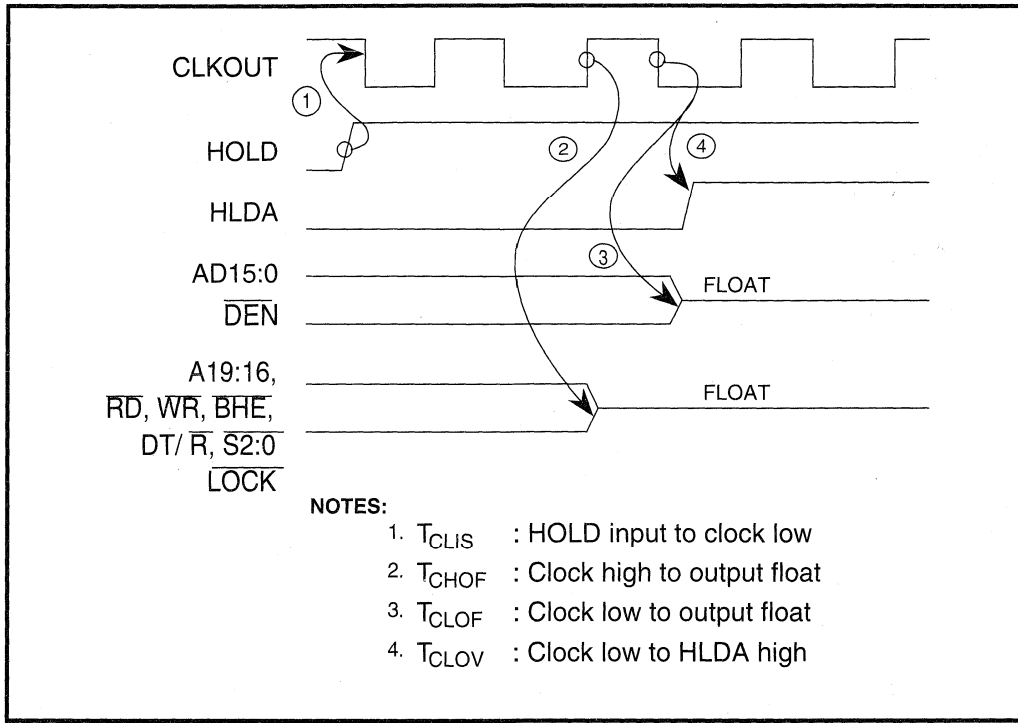 CLKOUT
1
HOLD
2
4
HLDA
3
AD15:0
FLOAT
DEN
A19:16,
FLOAT
RD, WR, BHE,
DT/ R, S2:0
LOCK
NOTES:
1. TCLIS : HOLD input to clock low
2. TCHOF : Clock high to output float
3. TCLOF : Clock low to output float
4. TCLOV : Clock low to HLDA high